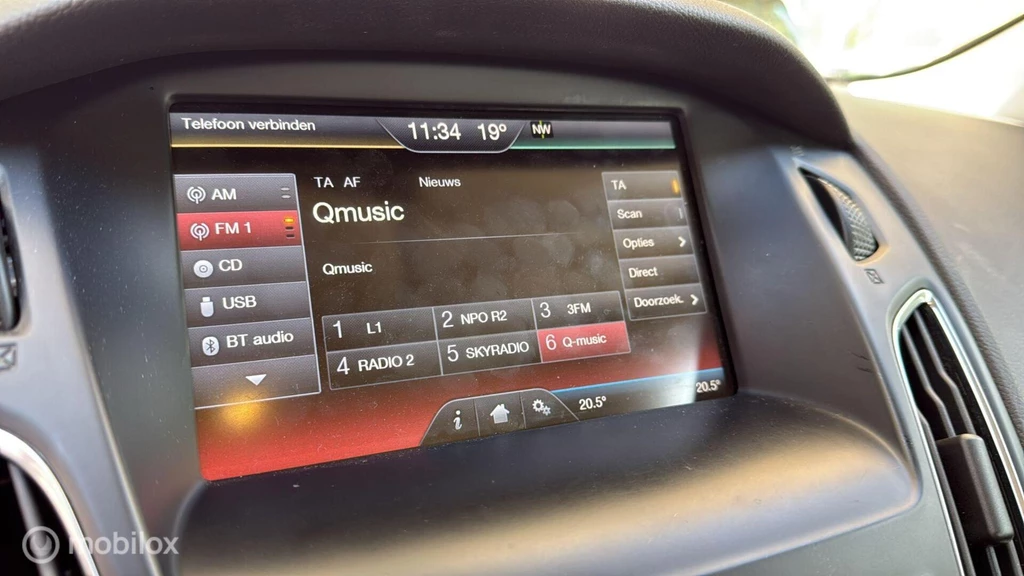 Telefoon verbinden
11:34 19° NW
TA AF Nieuws
Qmusic
Qmusic
AM
FM 1
CD
USB
BT audio
TA
Scan
Opties
Direct
Doorzoek.
1 L1
2 NPO R2
3 3FM
4 RADIO 2
5 SKYRADIO
6 Q-music
i
20.5°
20.5°
mobilox